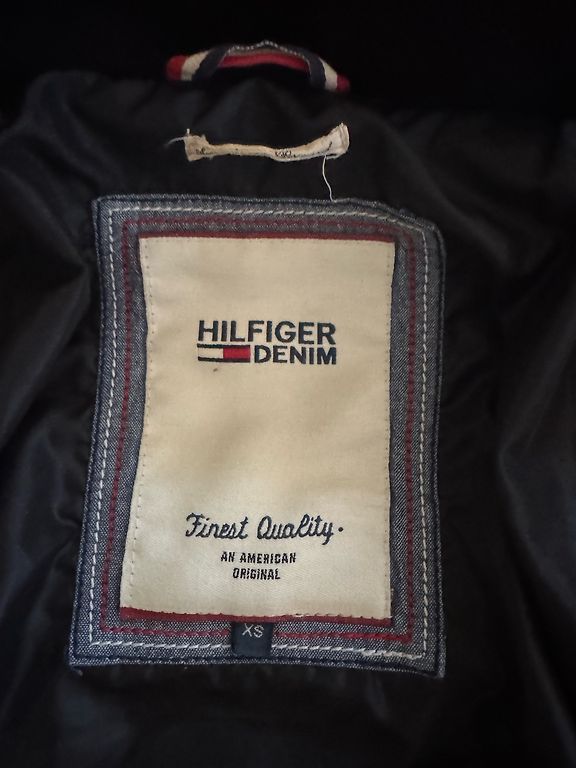 HILFIGER
DENIM
Finest Quality.
AN AMERICAN
ORIGINAL
XS